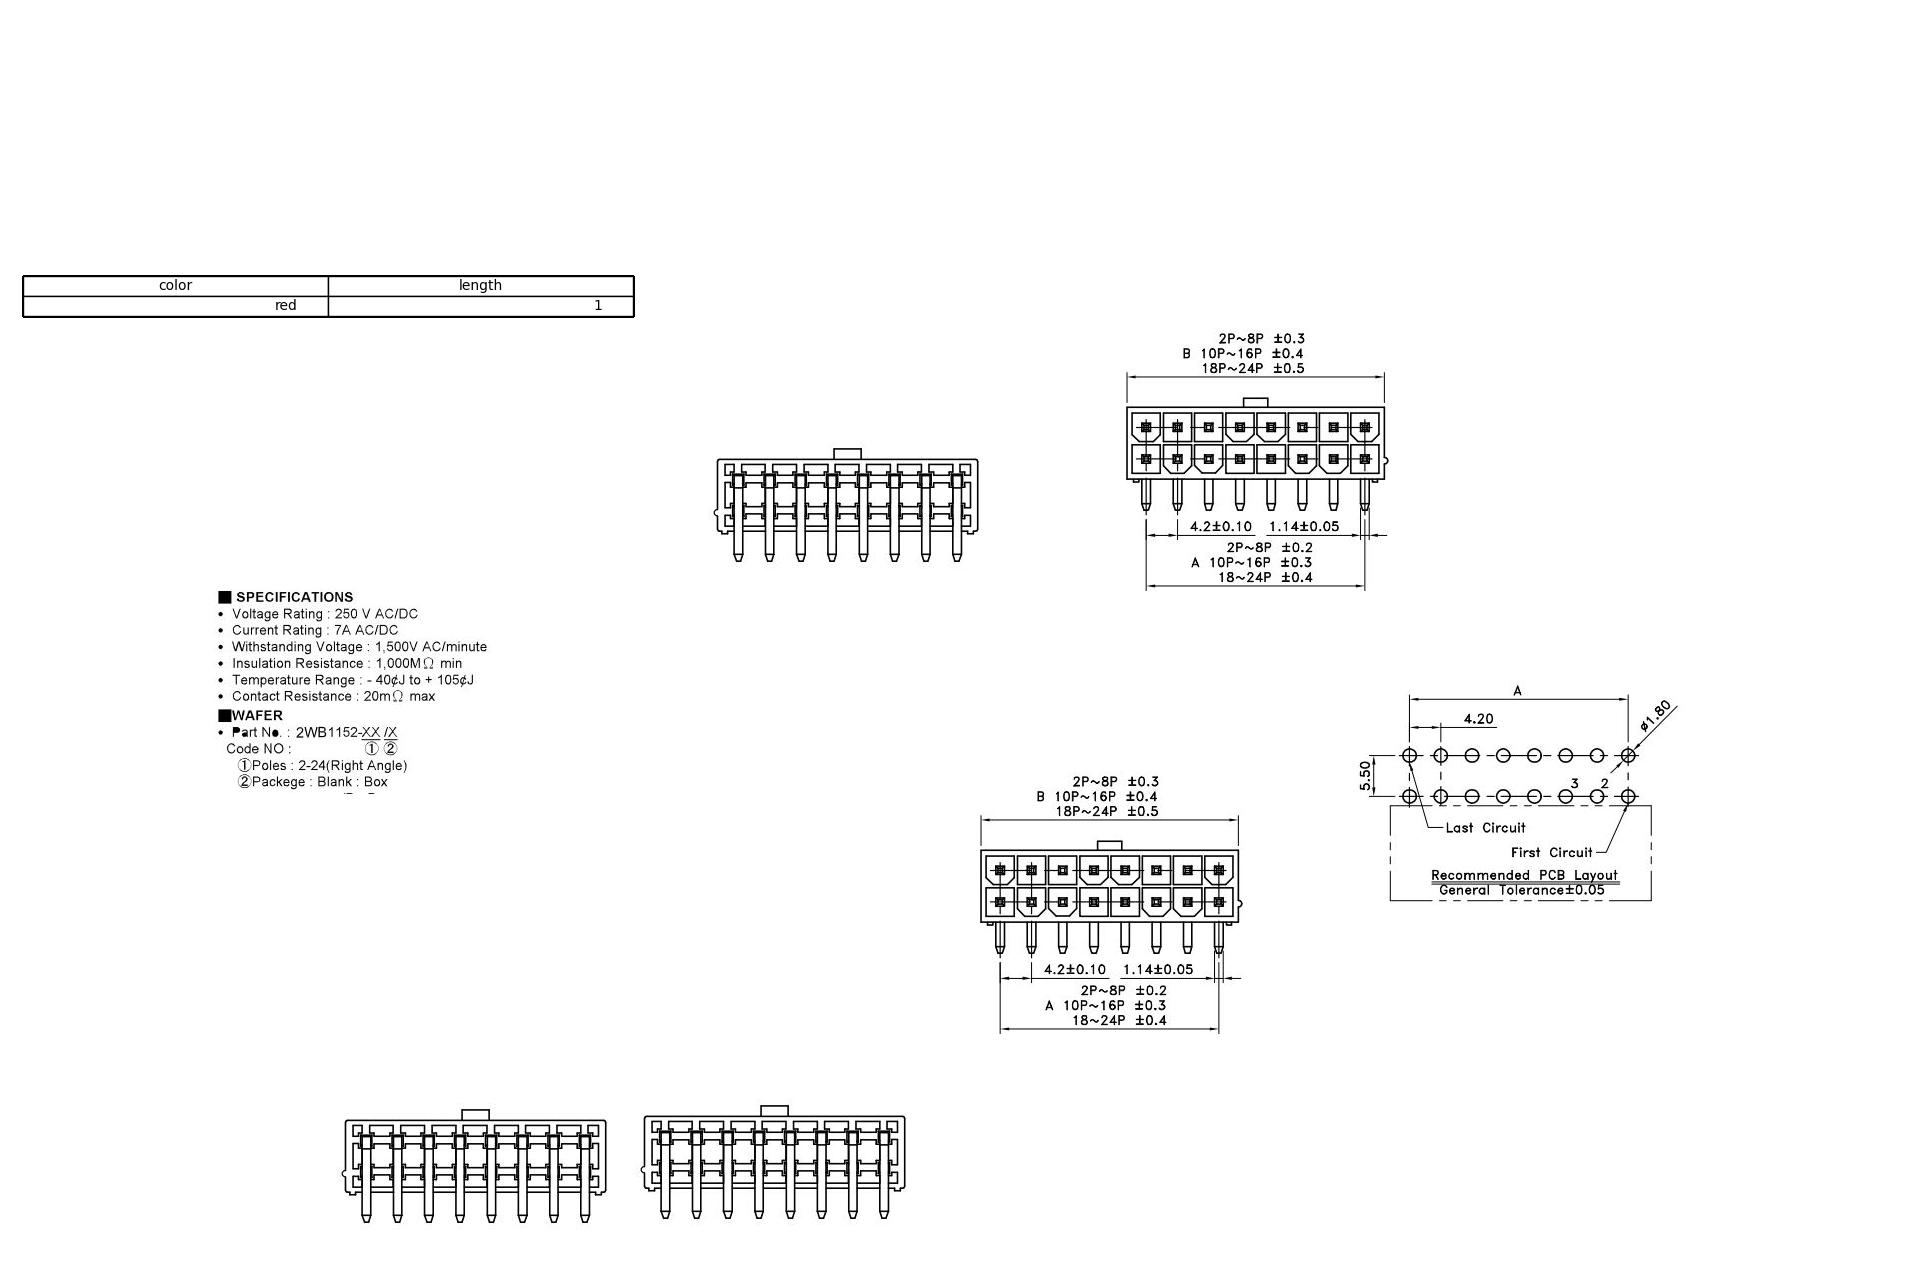 color length
red 1
2P~8P ±0.3
B 10P~16P ±0.4
18P~24P ±0.5
4.2±0.10 1.14±0.05
2P~8P ±0.2
A 10P~16P ±0.3
18~24P ±0.4
■ SPECIFICATIONS
• Voltage Rating : 250 V AC/DC
• Current Rating : 7A AC/DC
• Withstanding Voltage : 1,500V AC/minute
• Insulation Resistance : 1,000MΩ min
• Temperature Range : - 40¢J to + 105¢J
• Contact Resistance : 20mΩ max
■WAFER
• Part No. : 2WB1152-XX /X
Code NO : ① ②
①Poles : 2-24(Right Angle)
②Packege : Blank : Box
A
4.20
ø1.80
5.50
3 2
Last Circuit
First Circuit
Recommended PCB Layout
General Tolerance±0.05
2P~8P ±0.3
B 10P~16P ±0.4
18P~24P ±0.5
4.2±0.10 1.14±0.05
2P~8P ±0.2
A 10P~16P ±0.3
18~24P ±0.4